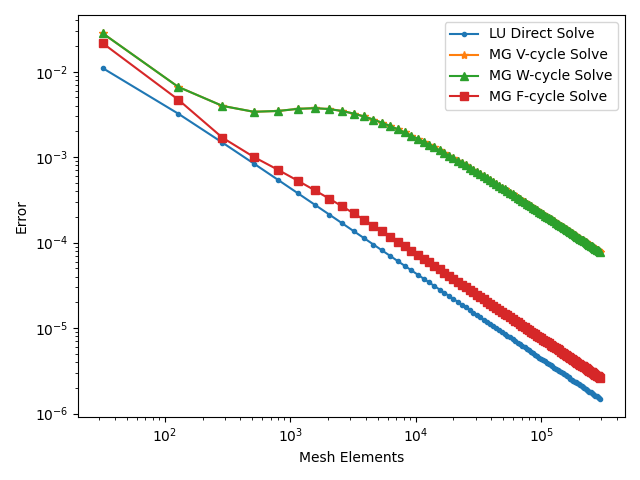 LU Direct Solve
MG V-cycle Solve
MG W-cycle Solve
MG F-cycle Solve
Error
10⁻²
10⁻³
10⁻⁴
10⁻⁵
10⁻⁶
10² 10³ 10⁴ 10⁵
Mesh Elements